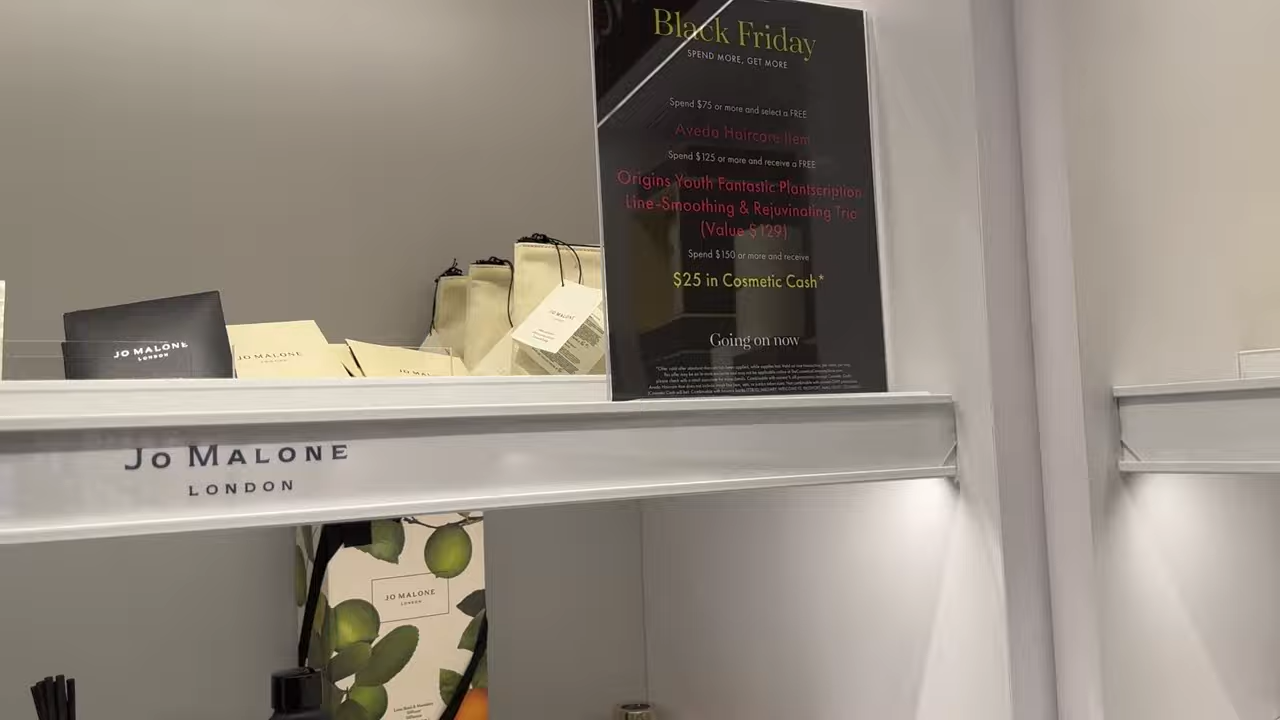 Black Friday
SPEND MORE, GET MORE
Spend $75 or more and select a FREE
Aveda Haircare Item
Spend $125 or more and receive a FREE
Origins Youth Fantastic Plantscription
Line-Smoothing & Rejuvinating Trio
(Value $129)
Spend $150 or more and receive
$25 in Cosmetic Cash*
Going on now
JO MALONE
LONDON
JO MALONE
LONDON
JO MALONE
JO MALONE
LONDON
JO MALONE
LONDON